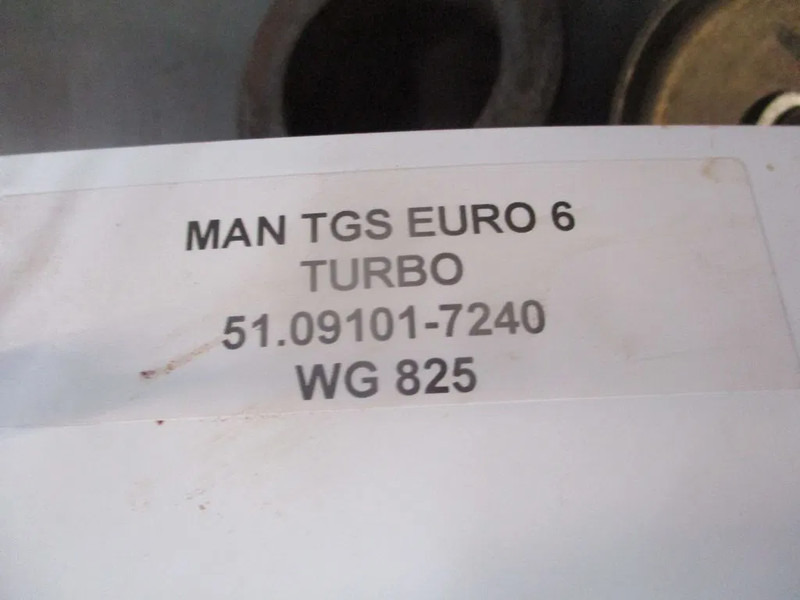 MAN TGS EURO 6
TURBO
51.09101-7240
WG 825